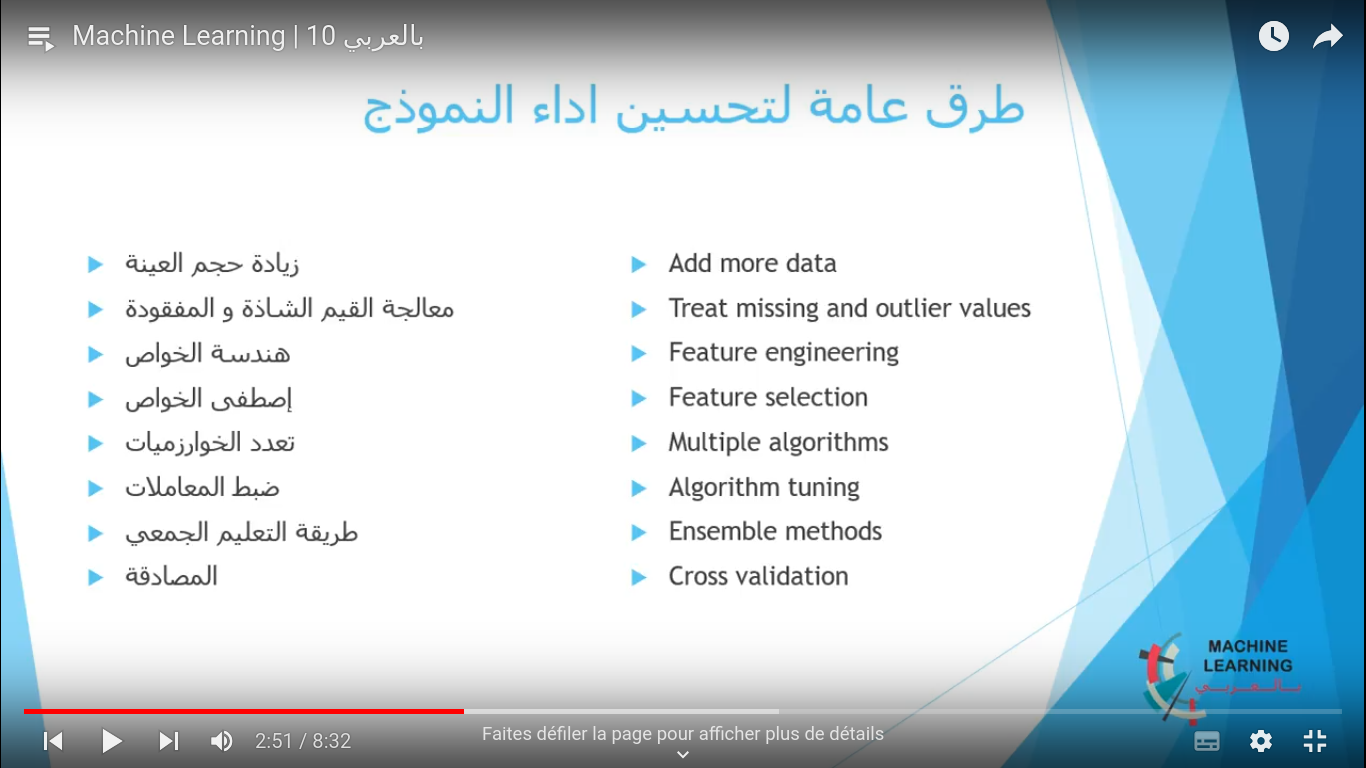 Machine Learning | 10 بالعربي
طرق عامة لتحسين اداء النموذج
زيادة حجم العينة
معالجة القيم الشاذة و المفقودة
هندسة الخواص
إصطفى الخواص
تعدد الخوارزميات
ضبط المعاملات
طريقة التعليم الجمعي
المصادقة
Add more data
Treat missing and outlier values
Feature engineering
Feature selection
Multiple algorithms
Algorithm tuning
Ensemble methods
Cross validation
MACHINE
LEARNING
بالعربي
2:51 / 8:32
Faites défiler la page pour afficher plus de détails